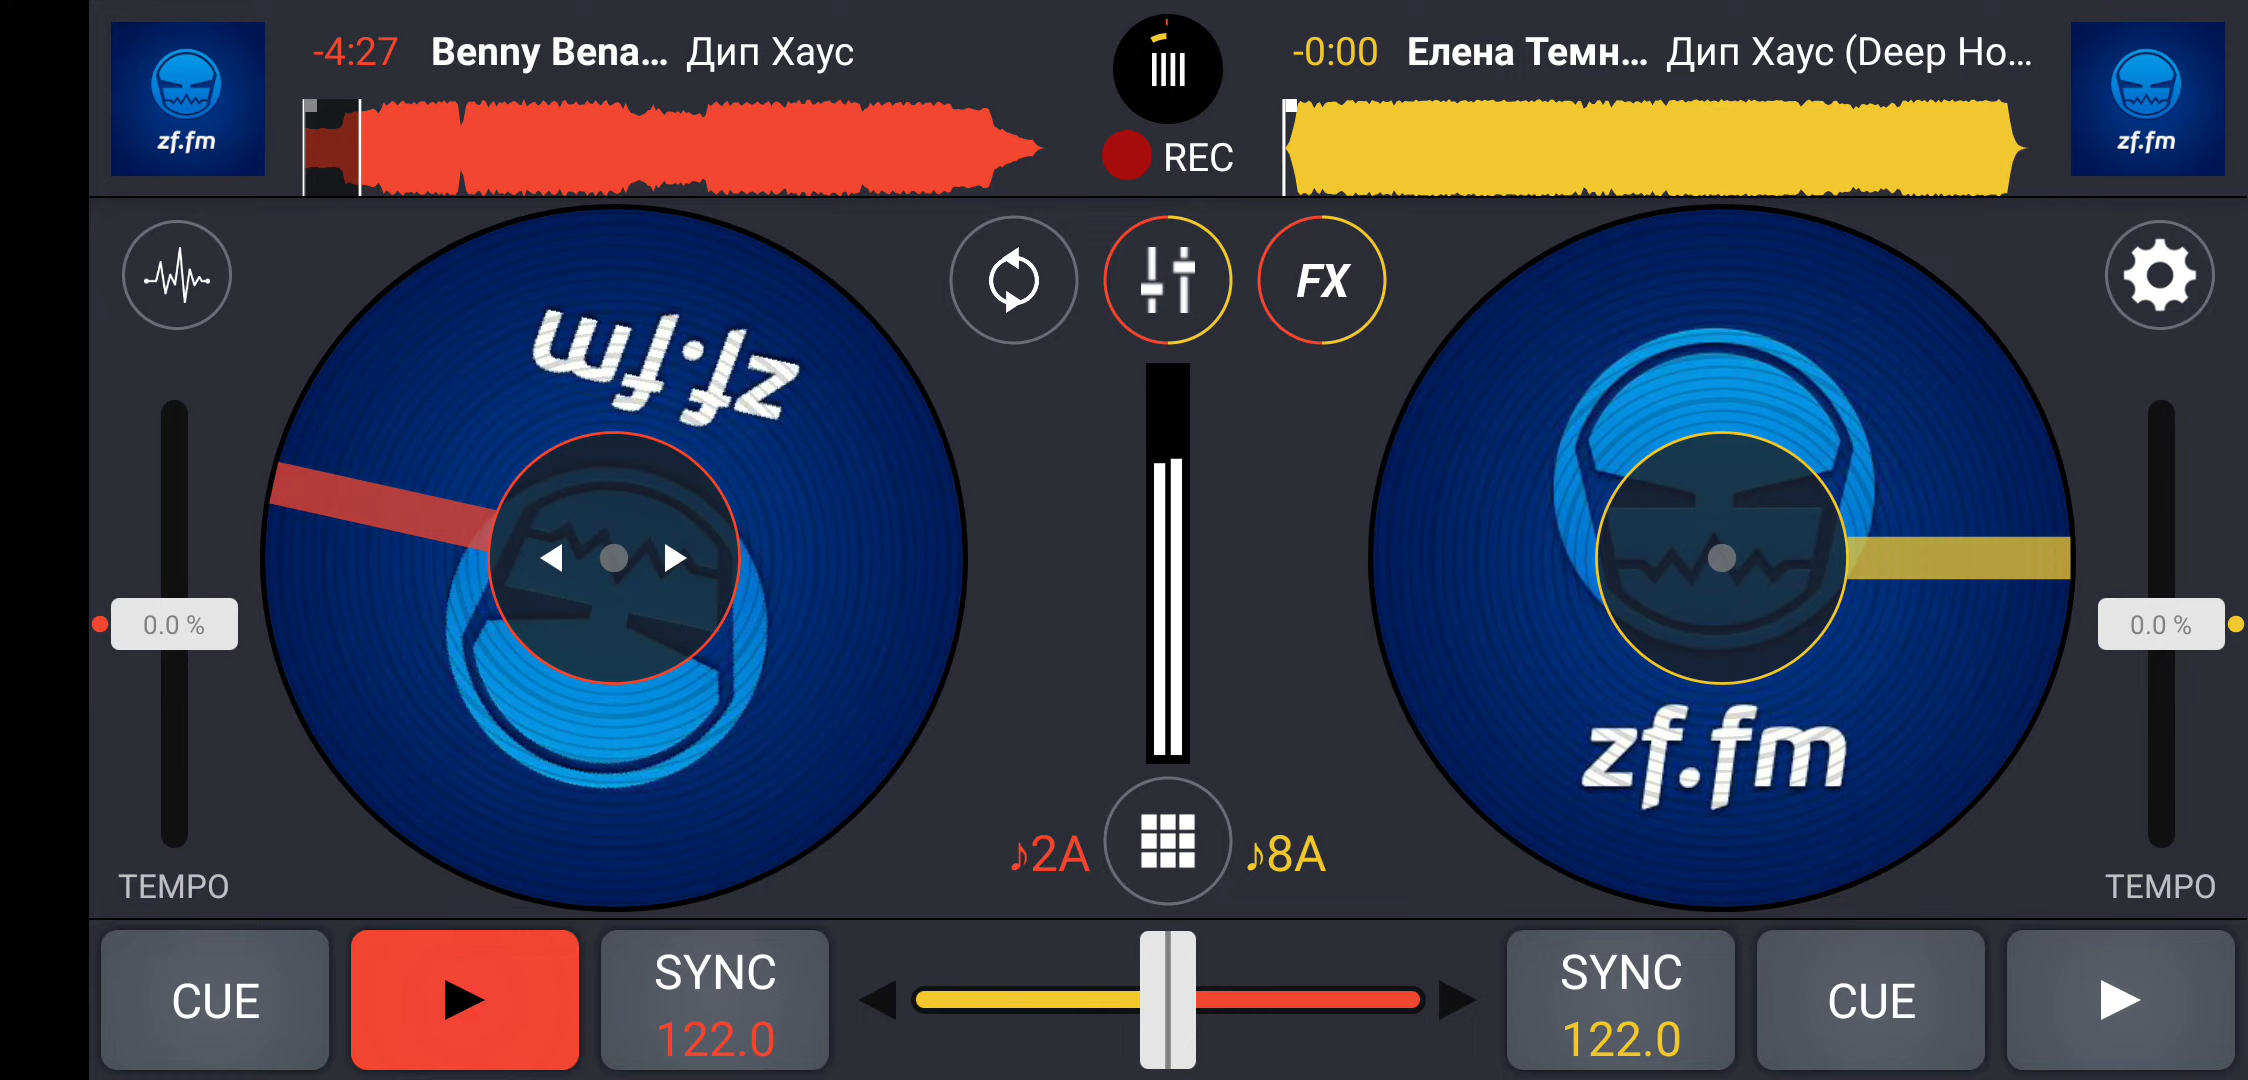 -4:27 Benny Bena... Дип Хаус
-0:00 Елена Темн... Дип Хаус (Deep Ho...
zf.fm
zf.fm
REC
FX
zf.fm
zf.fm
0.0 %
0.0 %
♪2A
♪8A
TEMPO
TEMPO
CUE
SYNC
122.0
SYNC
122.0
CUE